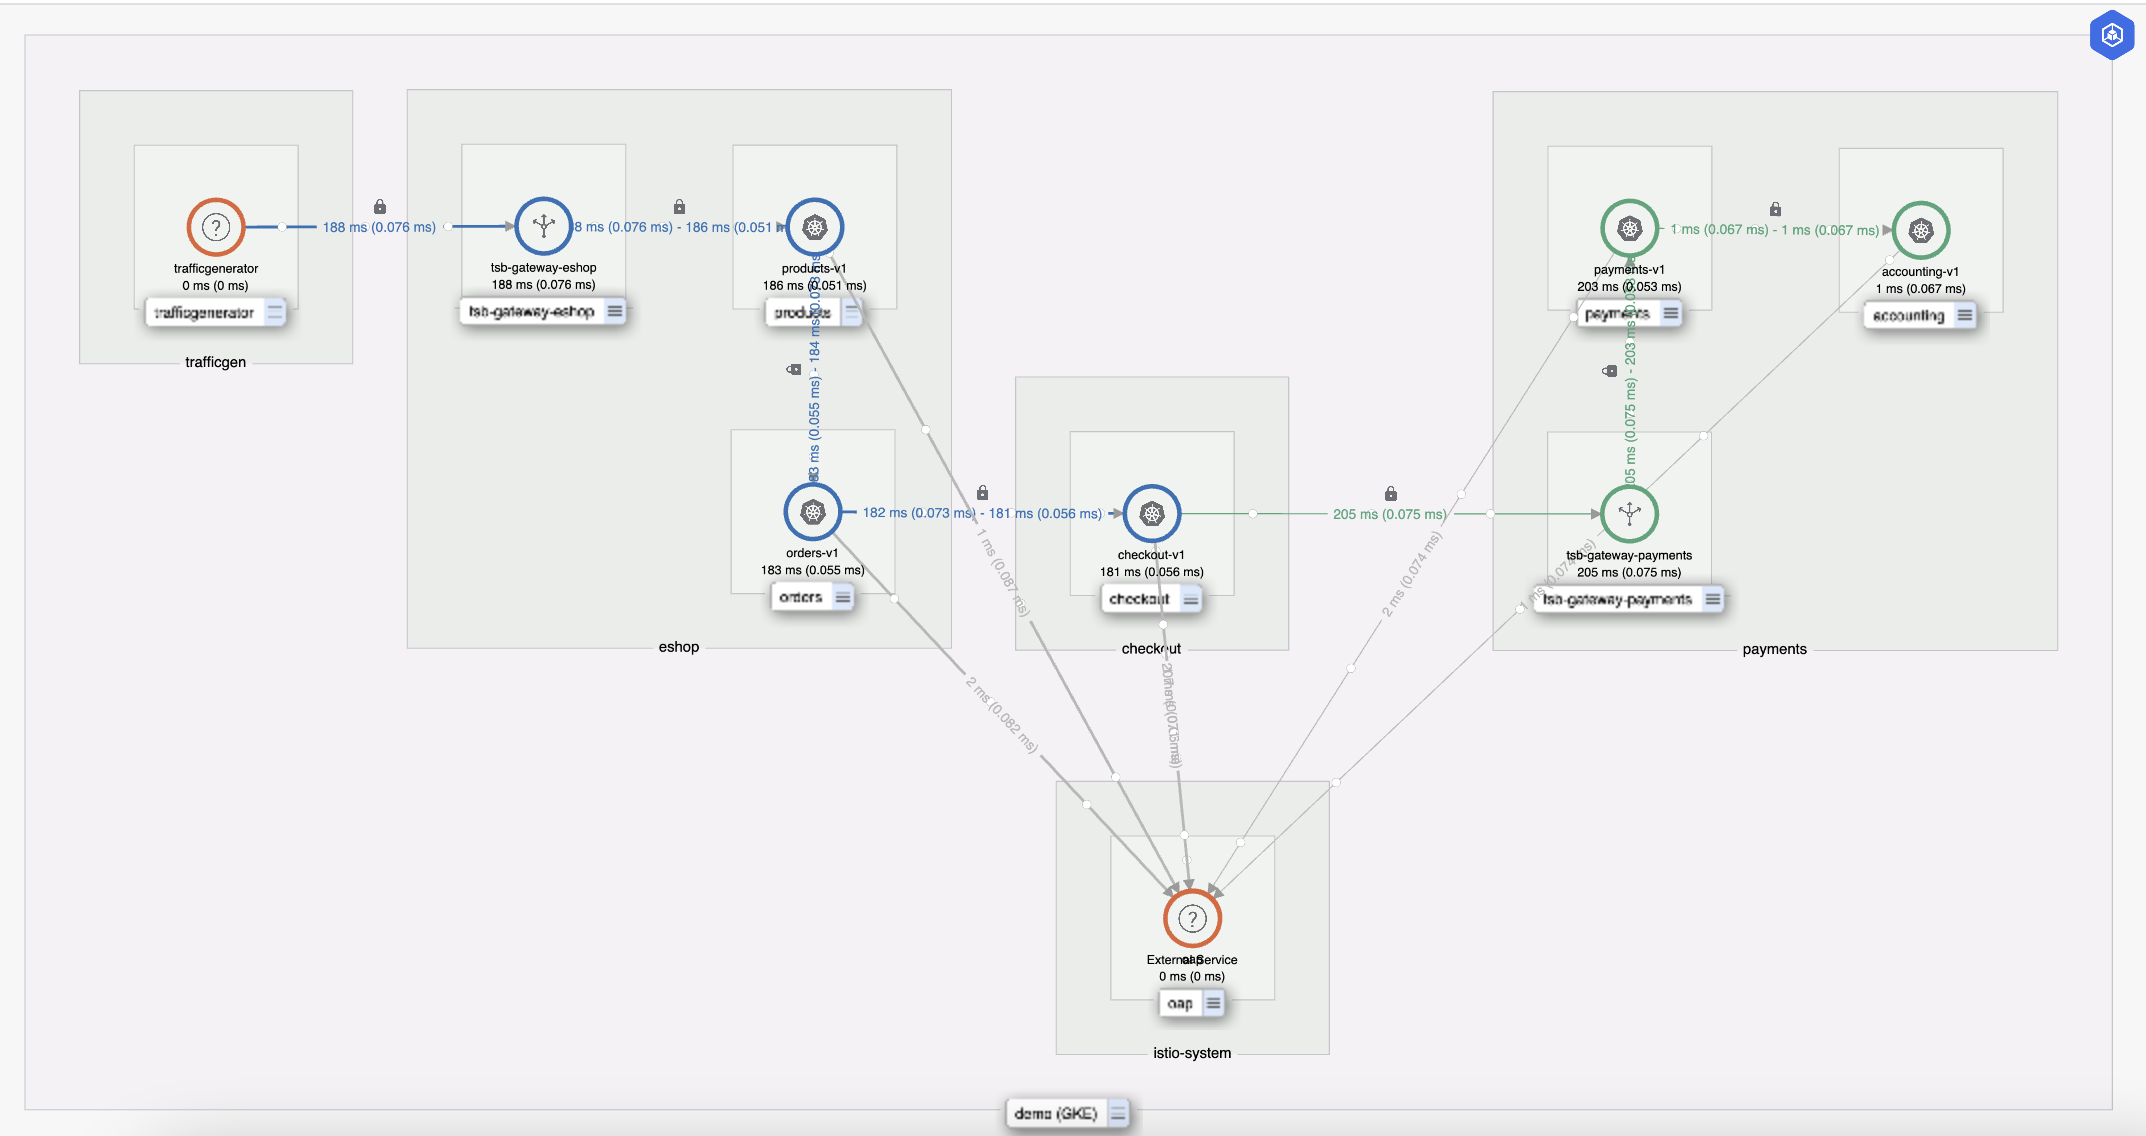 188 ms (0.076 ms)
8 ms (0.076 ms) - 186 ms (0.051 m
1 ms (0.067 ms) - 1 ms (0.067 ms)
trafficgenerator
0 ms (0 ms)
trafficgenerator
trafficgen
tsb-gateway-eshop
188 ms (0.076 ms)
tsb-gateway-eshop
products-v1
186 ms (0.051 ms)
products
payments-v1
203 ms (0.053 ms)
payments
accounting-v1
1 ms (0.067 ms)
accounting
ms (0.055 ms) - 184 ms
05 ms (0.075 ms) - 203 ms
182 ms (0.073 ms) - 181 ms (0.056 ms)
205 ms (0.075 ms)
orders-v1
183 ms (0.055 ms)
orders
eshop
checkout-v1
181 ms (0.056 ms)
checkout
checkout
tsb-gateway-payments
205 ms (0.075 ms)
tsb-gateway-payments
payments
1 ms (0.087 ms)
2 ms (0.082 ms)
2 ms (0.074 ms)
1 ms (0.074 ms)
External Service
oap
0 ms (0 ms)
oap
istio-system
demo (GKE)